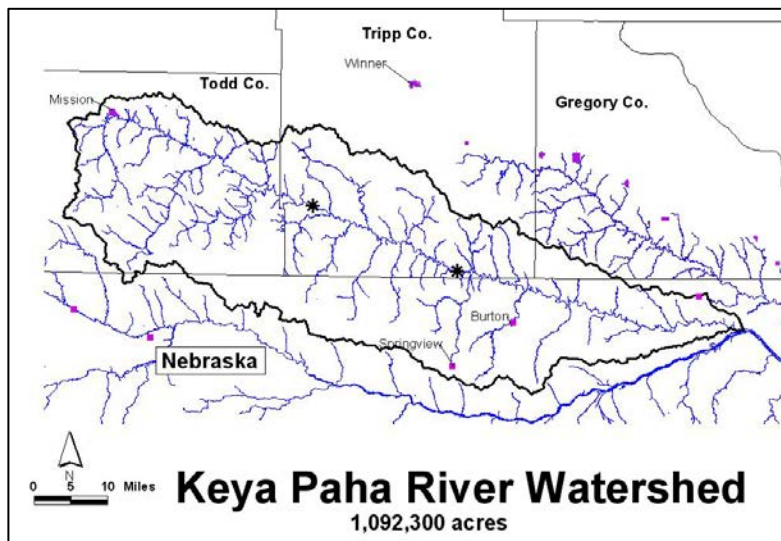 Tripp Co.
Winner
Todd Co.
Mission
Gregory Co.
Burton
Springview
Nebraska
N
0 5 10 Miles
Keya Paha River Watershed
1,092,300 acres